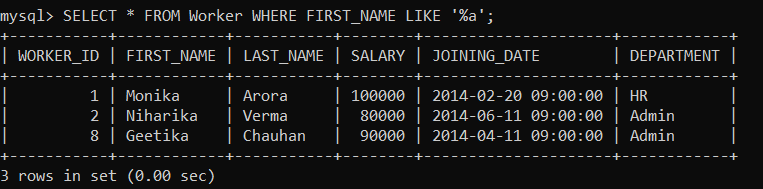 mysql> SELECT * FROM Worker WHERE FIRST_NAME LIKE '%a';
+-----------+------------+-----------+--------+---------------------+------------+
| WORKER_ID | FIRST_NAME | LAST_NAME | SALARY | JOINING_DATE        | DEPARTMENT |
+-----------+------------+-----------+--------+---------------------+------------+
|         1 | Monika     | Arora     | 100000 | 2014-02-20 09:00:00 | HR         |
|         2 | Niharika   | Verma     |  80000 | 2014-06-11 09:00:00 | Admin      |
|         8 | Geetika    | Chauhan   |  90000 | 2014-04-11 09:00:00 | Admin      |
+-----------+------------+-----------+--------+---------------------+------------+
3 rows in set (0.00 sec)